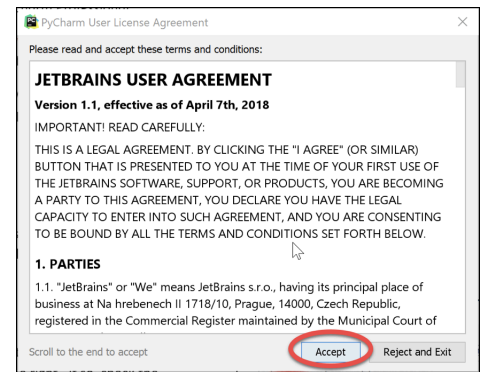 PyCharm User License Agreement
Please read and accept these terms and conditions:
JETBRAINS USER AGREEMENT
Version 1.1, effective as of April 7th, 2018
IMPORTANT! READ CAREFULLY:
THIS IS A LEGAL AGREEMENT. BY CLICKING THE "I AGREE" (OR SIMILAR)
BUTTON THAT IS PRESENTED TO YOU AT THE TIME OF YOUR FIRST USE OF
THE JETBRAINS SOFTWARE, SUPPORT, OR PRODUCTS, YOU ARE BECOMING
A PARTY TO THIS AGREEMENT, YOU DECLARE YOU HAVE THE LEGAL
CAPACITY TO ENTER INTO SUCH AGREEMENT, AND YOU ARE CONSENTING
TO BE BOUND BY ALL THE TERMS AND CONDITIONS SET FORTH BELOW.
1. PARTIES
1.1. "JetBrains" or "We" means JetBrains s.r.o., having its principal place of
business at Na hrebenech II 1718/10, Prague, 14000, Czech Republic,
registered in the Commercial Register maintained by the Municipal Court of
Scroll to the end to accept
Accept
Reject and Exit